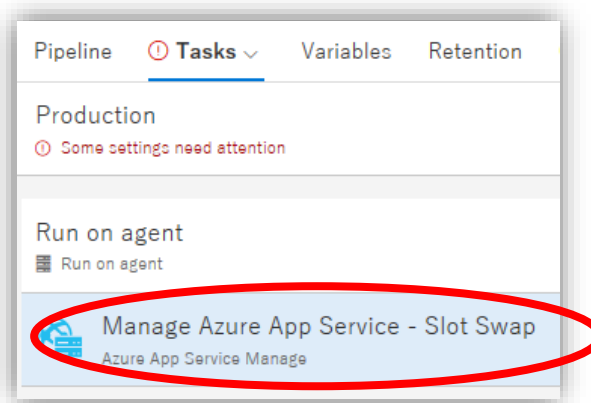 Pipeline Tasks Variables Retention
Production
Some settings need attention
Run on agent
Run on agent
Manage Azure App Service - Slot Swap
Azure App Service Manage